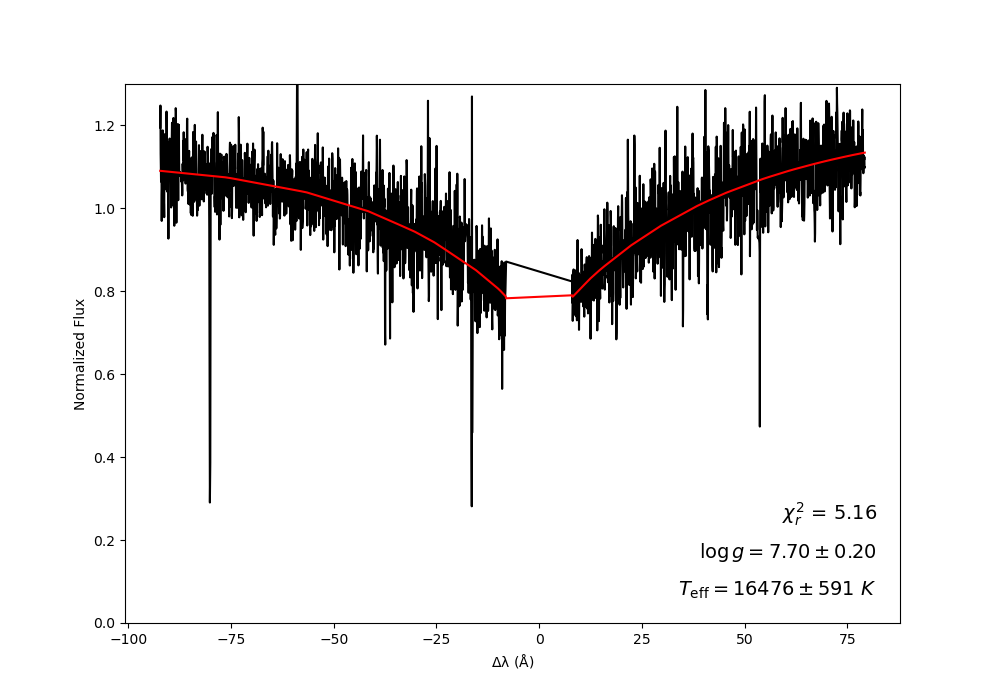 1.2
1.0
0.8
0.6
0.4
0.2
0.0
Normalized Flux
χ²ᵣ = 5.16
log g = 7.70 ± 0.20
T_eff = 16476 ± 591 K
−100 −75 −50 −25 0 25 50 75
Δλ (Å)